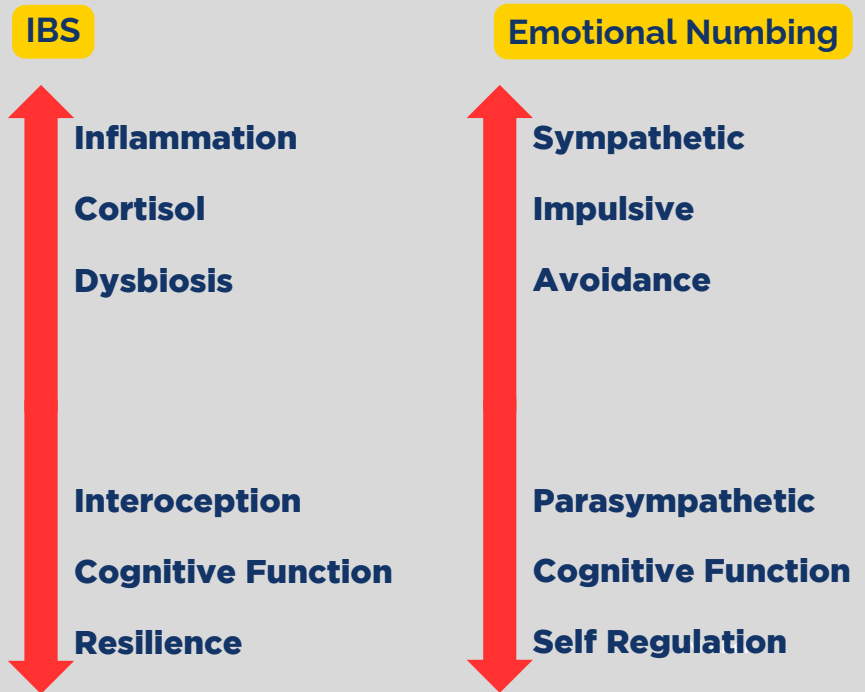 IBS
Inflammation
Cortisol
Dysbiosis
Interoception
Cognitive Function
Resilience
Emotional Numbing
Sympathetic
Impulsive
Avoidance
Parasympathetic
Cognitive Function
Self Regulation